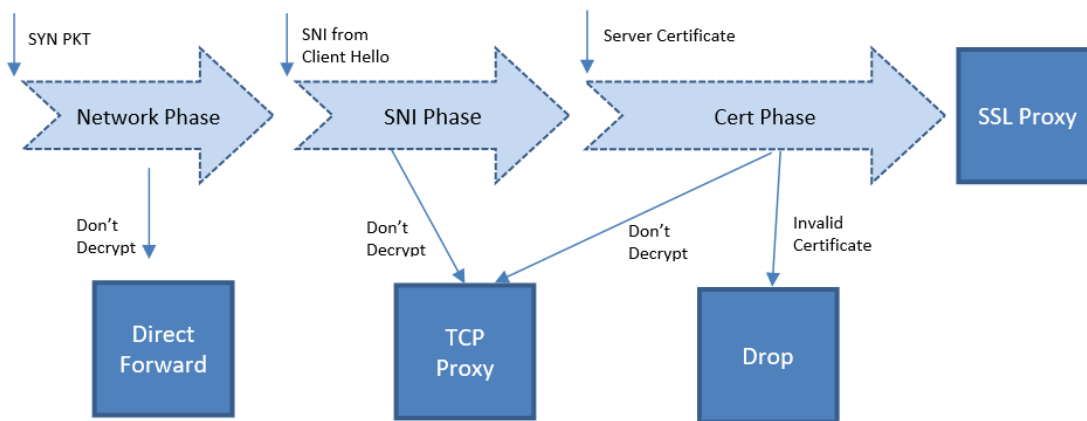 SYN PKT
SNI from
Client Hello
Server Certificate
Network Phase
SNI Phase
Cert Phase
SSL Proxy
Don’t
Decrypt
Don’t
Decrypt
Don’t
Decrypt
Invalid
Certificate
Direct
Forward
TCP
Proxy
Drop